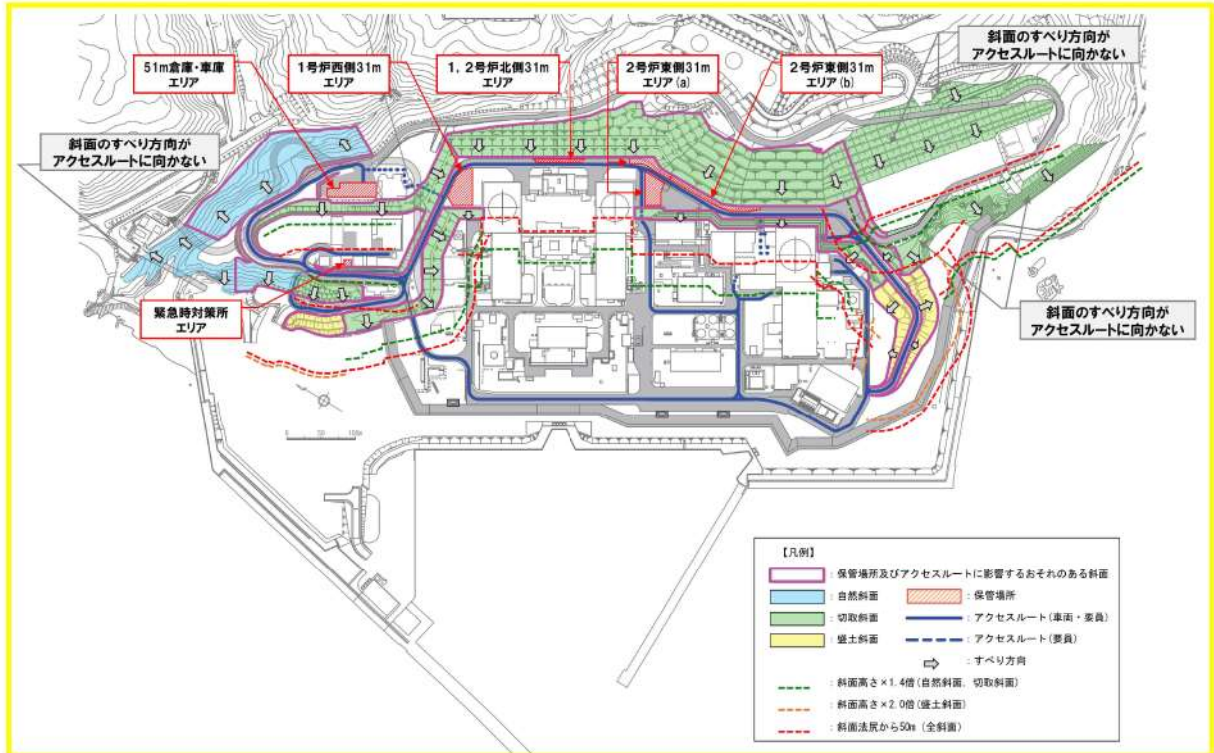 斜面のすべり方向が
アクセスルートに向かない
51m倉庫・車庫
エリア
1号炉西側31m
エリア
1，2号炉北側31m
エリア
2号炉東側31m
エリア(a)
2号炉東側31m
エリア(b)
斜面のすべり方向が
アクセスルートに向かない
緊急時対策所
エリア
斜面のすべり方向が
アクセスルートに向かない
0 50 100m
【凡例】
：保管場所及びアクセスルートに影響するおそれのある斜面
：自然斜面
：保管場所
：切取斜面
：アクセスルート(車両・要員)
：盛土斜面
：アクセスルート(要員)
：すべり方向
：斜面高さ×1.4倍(自然斜面，切取斜面)
：斜面高さ×2.0倍(盛土斜面)
：斜面法尻から50m（全斜面）